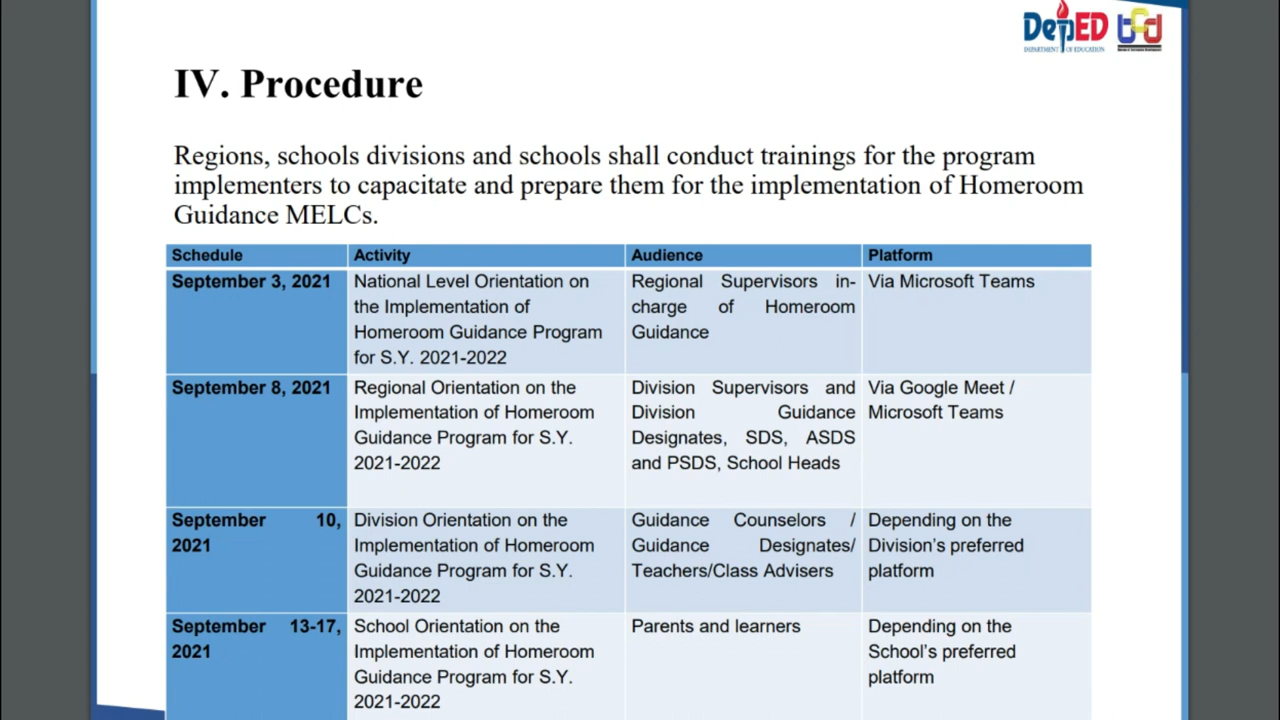 DepED
DEPARTMENT OF EDUCATION
IV. Procedure
Regions, schools divisions and schools shall conduct trainings for the program
implementers to capacitate and prepare them for the implementation of Homeroom
Guidance MELCs.
Schedule Activity Audience Platform
September 3, 2021
National Level Orientation on
the Implementation of
Homeroom Guidance Program
for S.Y. 2021-2022
Regional Supervisors in-
charge of Homeroom
Guidance
Via Microsoft Teams
September 8, 2021
Regional Orientation on the
Implementation of Homeroom
Guidance Program for S.Y.
2021-2022
Division Supervisors and
Division Guidance
Designates, SDS, ASDS
and PSDS, School Heads
Via Google Meet /
Microsoft Teams
September 10,
2021
Division Orientation on the
Implementation of Homeroom
Guidance Program for S.Y.
2021-2022
Guidance Counselors /
Guidance Designates/
Teachers/Class Advisers
Depending on the
Division's preferred
platform
September 13-17,
2021
School Orientation on the
Implementation of Homeroom
Guidance Program for S.Y.
2021-2022
Parents and learners
Depending on the
School's preferred
platform